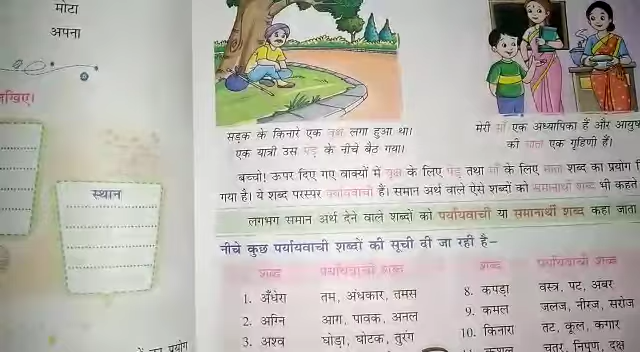 मोटा
अपना
लिखिए।
स्थान
सड़क के किनारे एक वृक्ष लगा हुआ था।
एक यात्री उस पेड़ के नीचे बैठ गया।
मेरी माँ एक अध्यापिका हैं और आयुष
की माता एक गृहिणी हैं।
बच्चो! ऊपर दिए गए वाक्यों में वृक्ष के लिए पेड़ तथा माँ के लिए माता शब्द का प्रयोग
गया है। ये शब्द परस्पर पर्यायवाची हैं। समान अर्थ वाले ऐसे शब्दों को समानार्थी शब्द भी कहते
लगभग समान अर्थ देने वाले शब्दों को पर्यायवाची या समानार्थी शब्द कहा जाता
नीचे कुछ पर्यायवाची शब्दों की सूची दी जा रही है–
शब्द पर्यायवाची शब्द शब्द पर्यायवाची शब्द
1. अँधेरा तम, अंधकार, तमस 8. कपड़ा वस्त्र, पट, अंबर
2. अग्नि आग, पावक, अनल 9. कमल जलज, नीरज, सरोज
3. अश्व घोड़ा, घोटक, तुरंग 10. किनारा तट, कूल, कगार
का प्रयोग
कुशल चतुर, निपुण, दक्ष